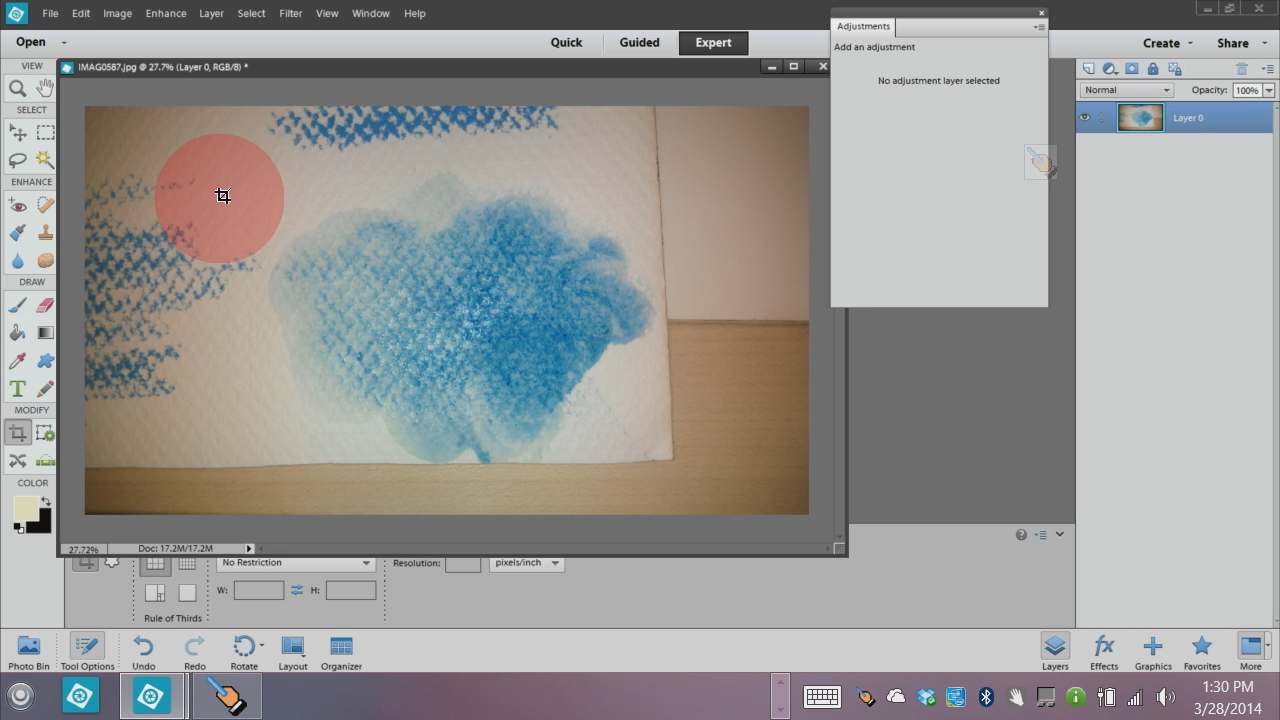 File Edit Image Enhance Layer Select Filter View Window Help
Open
Quick
Guided
Expert
Create
Share
VIEW
SELECT
ENHANCE
DRAW
MODIFY
COLOR
IMAG0587.jpg @ 27.7% (Layer 0, RGB/8) *
27.72%
Doc: 17.2M/17.2M
Adjustments
Add an adjustment
No adjustment layer selected
Normal
Opacity: 100%
Layer 0
No Restriction
Resolution:
pixels/inch
W:
H:
Rule of Thirds
Photo Bin
Tool Options
Undo
Redo
Rotate
Layout
Organizer
Layers
Effects
Graphics
Favorites
More
1:30 PM
3/28/2014